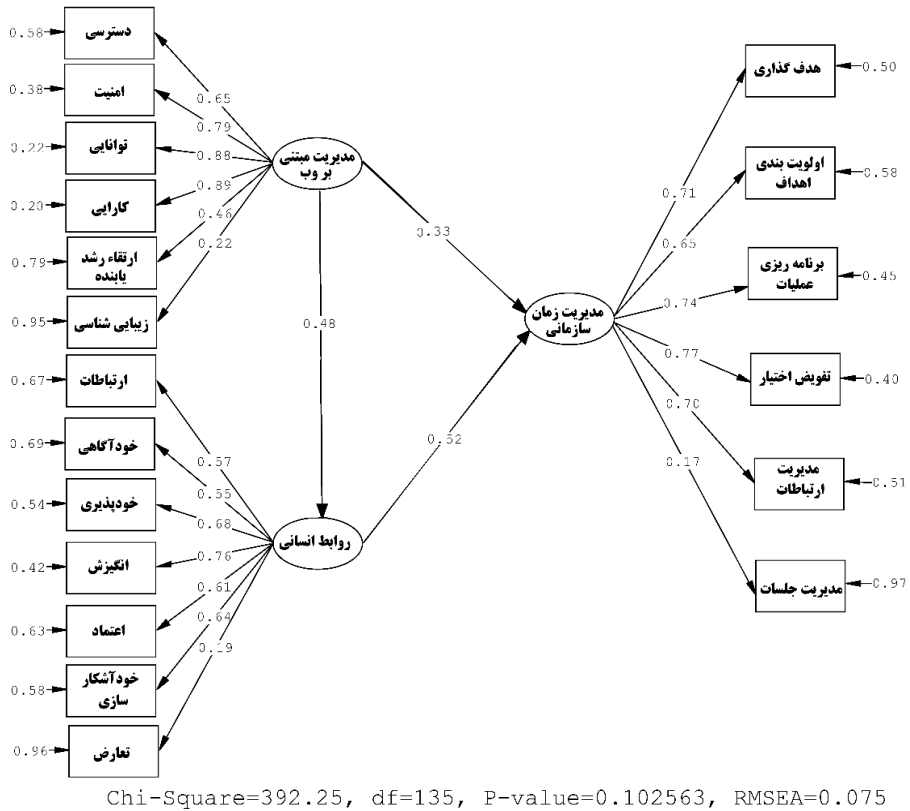 0.58
دسترسی
0.38
امنیت
0.22
توانایی
0.20
کارایی
0.79
ارتقاء رشد
یابنده
0.95
زیبایی شناسی
0.67
ارتباطات
0.69
خودآگاهی
0.54
خودپذیری
0.42
انگیزش
0.63
اعتماد
0.58
خودآشکار
سازی
0.96
تعارض
0.65
0.79
0.88
0.89
0.46
0.22
مدیریت مبتنی
بر وب
0.33
0.48
0.57
0.55
0.68
0.76
0.61
0.64
0.19
روابط انسانی
0.52
مدیریت زمان
سازمانی
0.71
0.65
0.74
0.77
0.70
0.17
هدف گذاری
0.50
اولویت بندی
اهداف
0.58
برنامه ریزی
عملیات
0.45
تفویض اختیار
0.40
مدیریت
ارتباطات
0.51
مدیریت جلسات
0.97
Chi-Square=392.25, df=135, P-value=0.102563, RMSEA=0.075